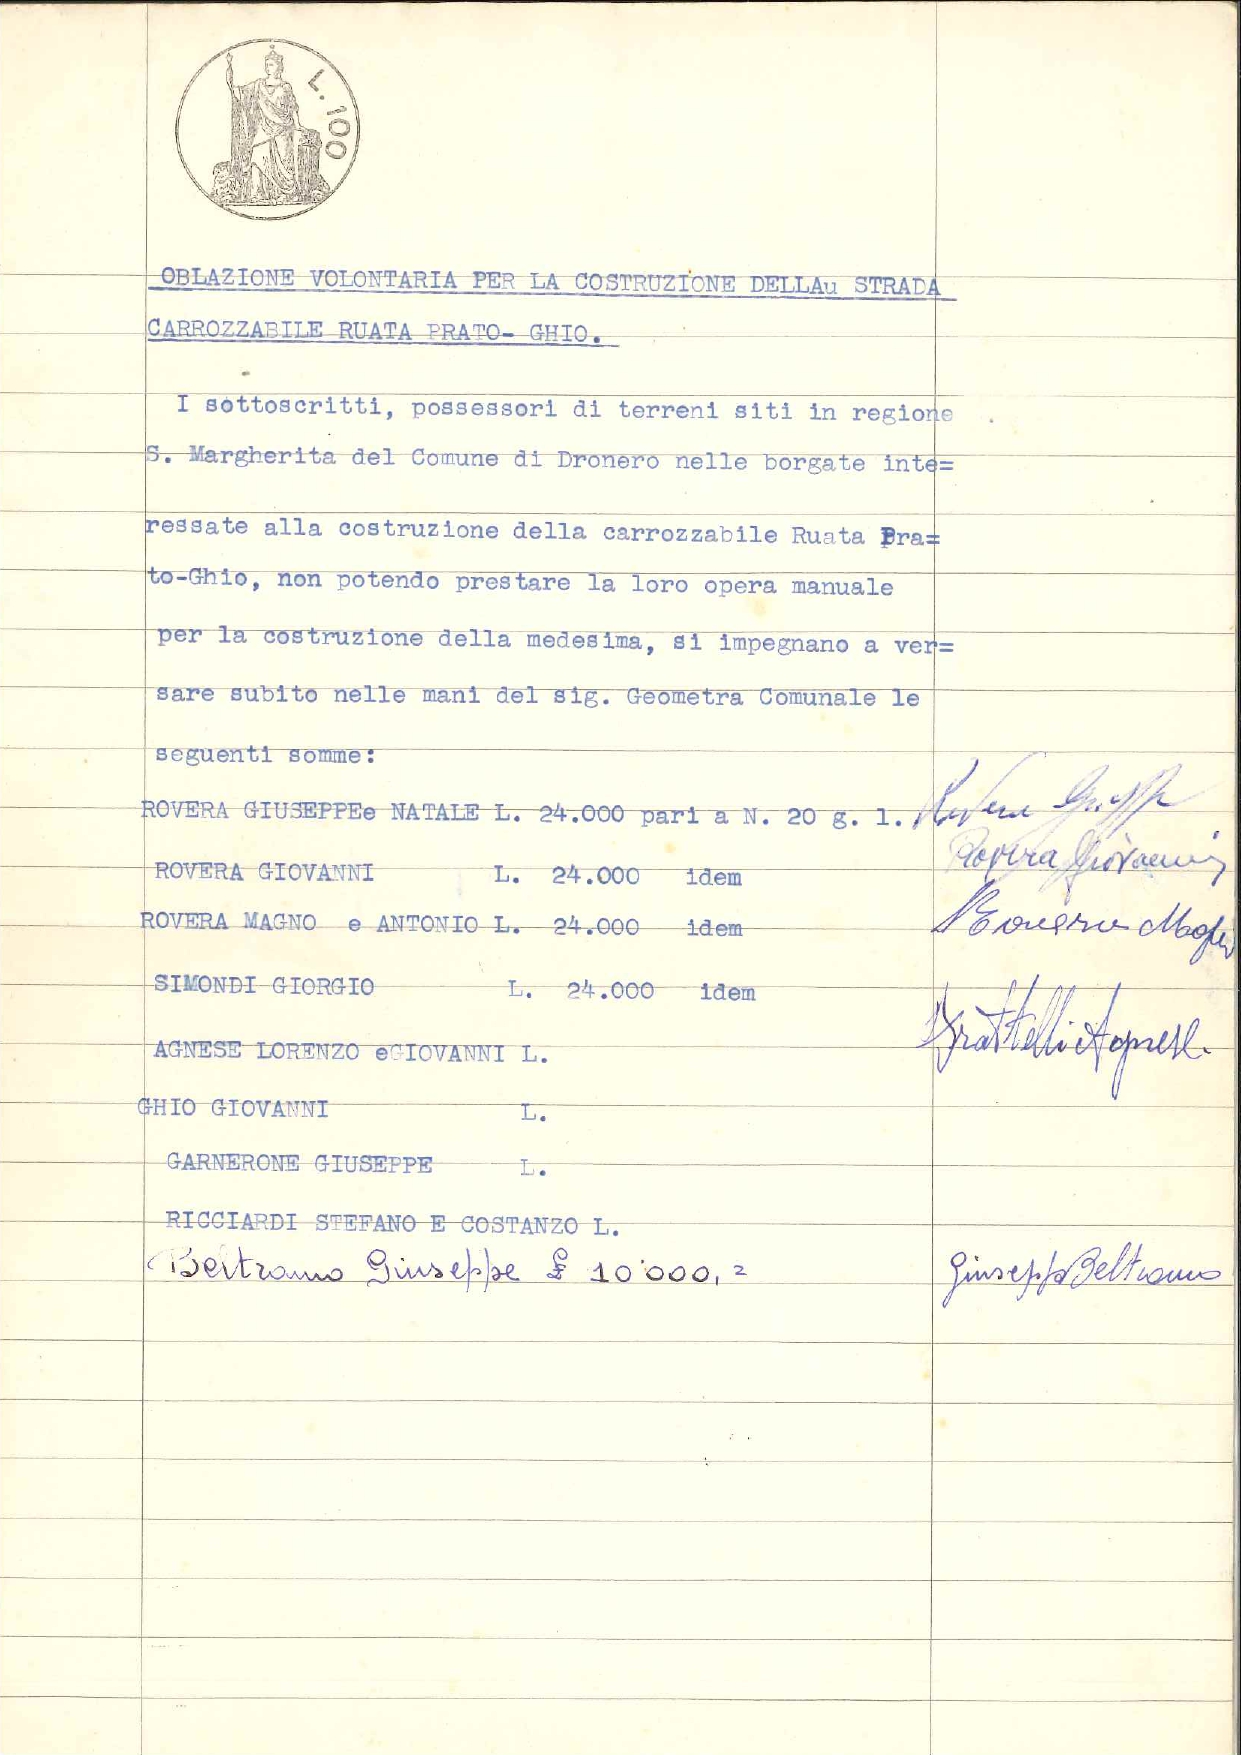 L. 100
OBLAZIONE VOLONTARIA PER LA COSTRUZIONE DELLAu STRADA
CARROZZABILE RUATA PRATO- GHIO.
I sottoscritti, possessori di terreni siti in regione
S. Margherita del Comune di Dronero nelle borgate inte=
ressate alla costruzione della carrozzabile Ruata Pra=
to-Ghio, non potendo prestare la loro opera manuale
per la costruzione della medesima, si impegnano a ver=
sare subito nelle mani del sig. Geometra Comunale le
seguenti somme:
ROVERA GIUSEPPEe NATALE L. 24.000 pari a N. 20 g. l. Rovera Giuseppe
ROVERA GIOVANNI L. 24.000 idem Rovera Giovanni
ROVERA MAGNO e ANTONIO L. 24.000 idem Magno
SIMONDI GIORGIO L. 24.000 idem
AGNESE LORENZO eGIOVANNI L. Fratelli Agnese
GHIO GIOVANNI L.
GARNERONE GIUSEPPE L.
RICCIARDI STEFANO E COSTANZO L.
Beltramo Giuseppe £ 10'000, = Giuseppe Beltramo